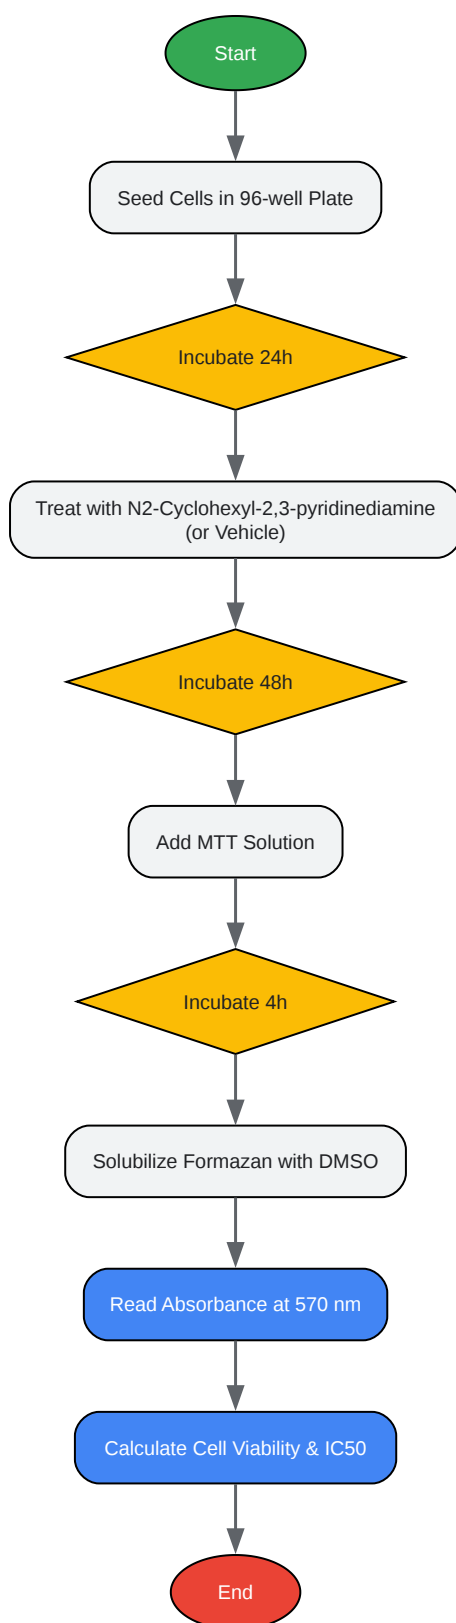 Start
Seed Cells in 96-well Plate
Incubate 24h
Treat with N2-Cyclohexyl-2,3-pyridinediamine
(or Vehicle)
Incubate 48h
Add MTT Solution
Incubate 4h
Solubilize Formazan with DMSO
Read Absorbance at 570 nm
Calculate Cell Viability & IC50
End